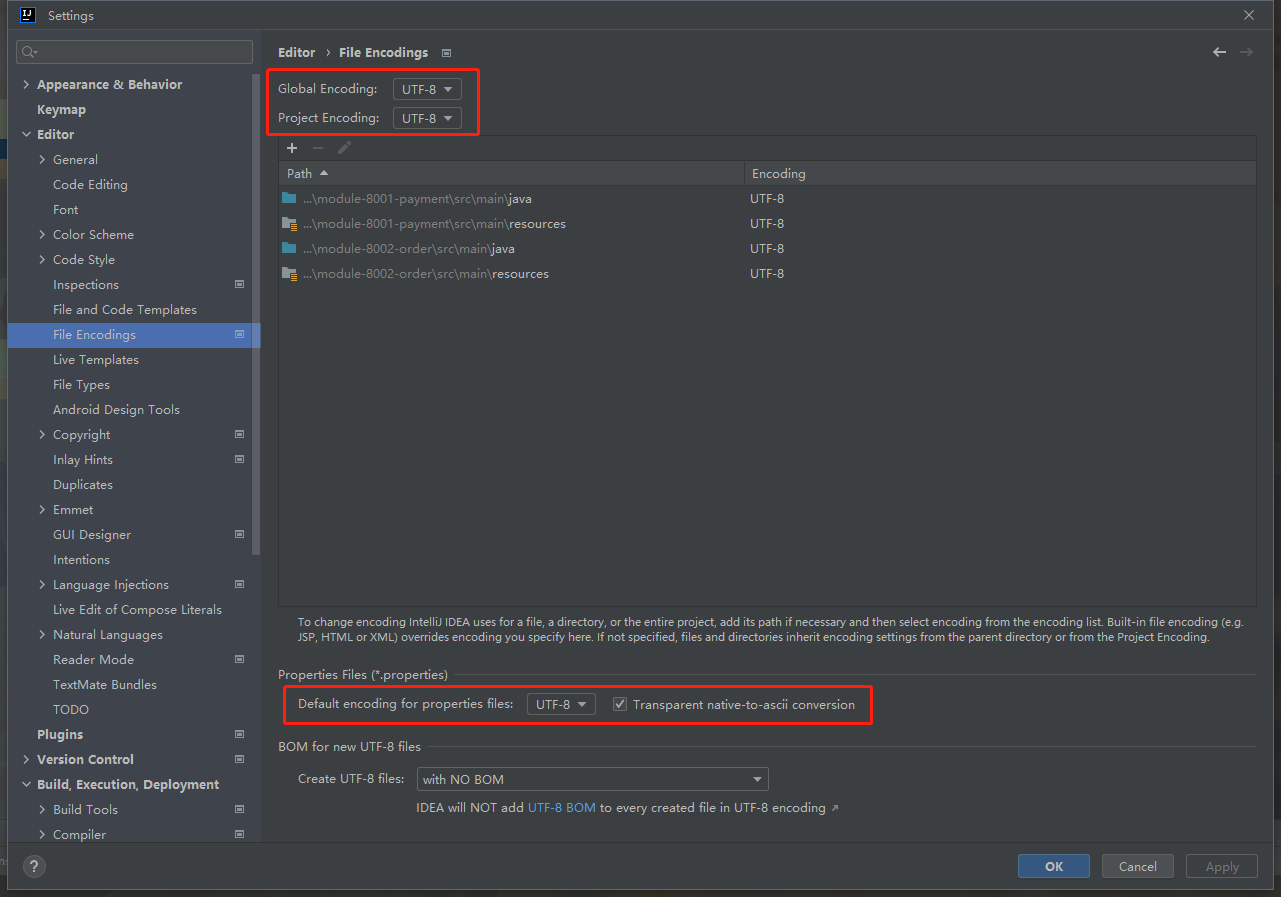 Settings
Appearance & Behavior
Keymap
Editor
General
Code Editing
Font
Color Scheme
Code Style
Inspections
File and Code Templates
File Encodings
Live Templates
File Types
Android Design Tools
Copyright
Inlay Hints
Duplicates
Emmet
GUI Designer
Intentions
Language Injections
Live Edit of Compose Literals
Natural Languages
Reader Mode
TextMate Bundles
TODO
Plugins
Version Control
Build, Execution, Deployment
Build Tools
Compiler
Editor › File Encodings
Global Encoding: UTF-8
Project Encoding: UTF-8
Path Encoding
...\module-8001-payment\src\main\java UTF-8
...\module-8001-payment\src\main\resources UTF-8
...\module-8002-order\src\main\java UTF-8
...\module-8002-order\src\main\resources UTF-8
To change encoding IntelliJ IDEA uses for a file, a directory, or the entire project, add its path if necessary and then select encoding from the encoding list. Built-in file encoding (e.g.
JSP, HTML or XML) overrides encoding you specify here. If not specified, files and directories inherit encoding settings from the parent directory or from the Project Encoding.
Properties Files (*.properties)
Default encoding for properties files: UTF-8 Transparent native-to-ascii conversion
BOM for new UTF-8 files
Create UTF-8 files: with NO BOM
IDEA will NOT add UTF-8 BOM to every created file in UTF-8 encoding ↗
? OK Cancel Apply